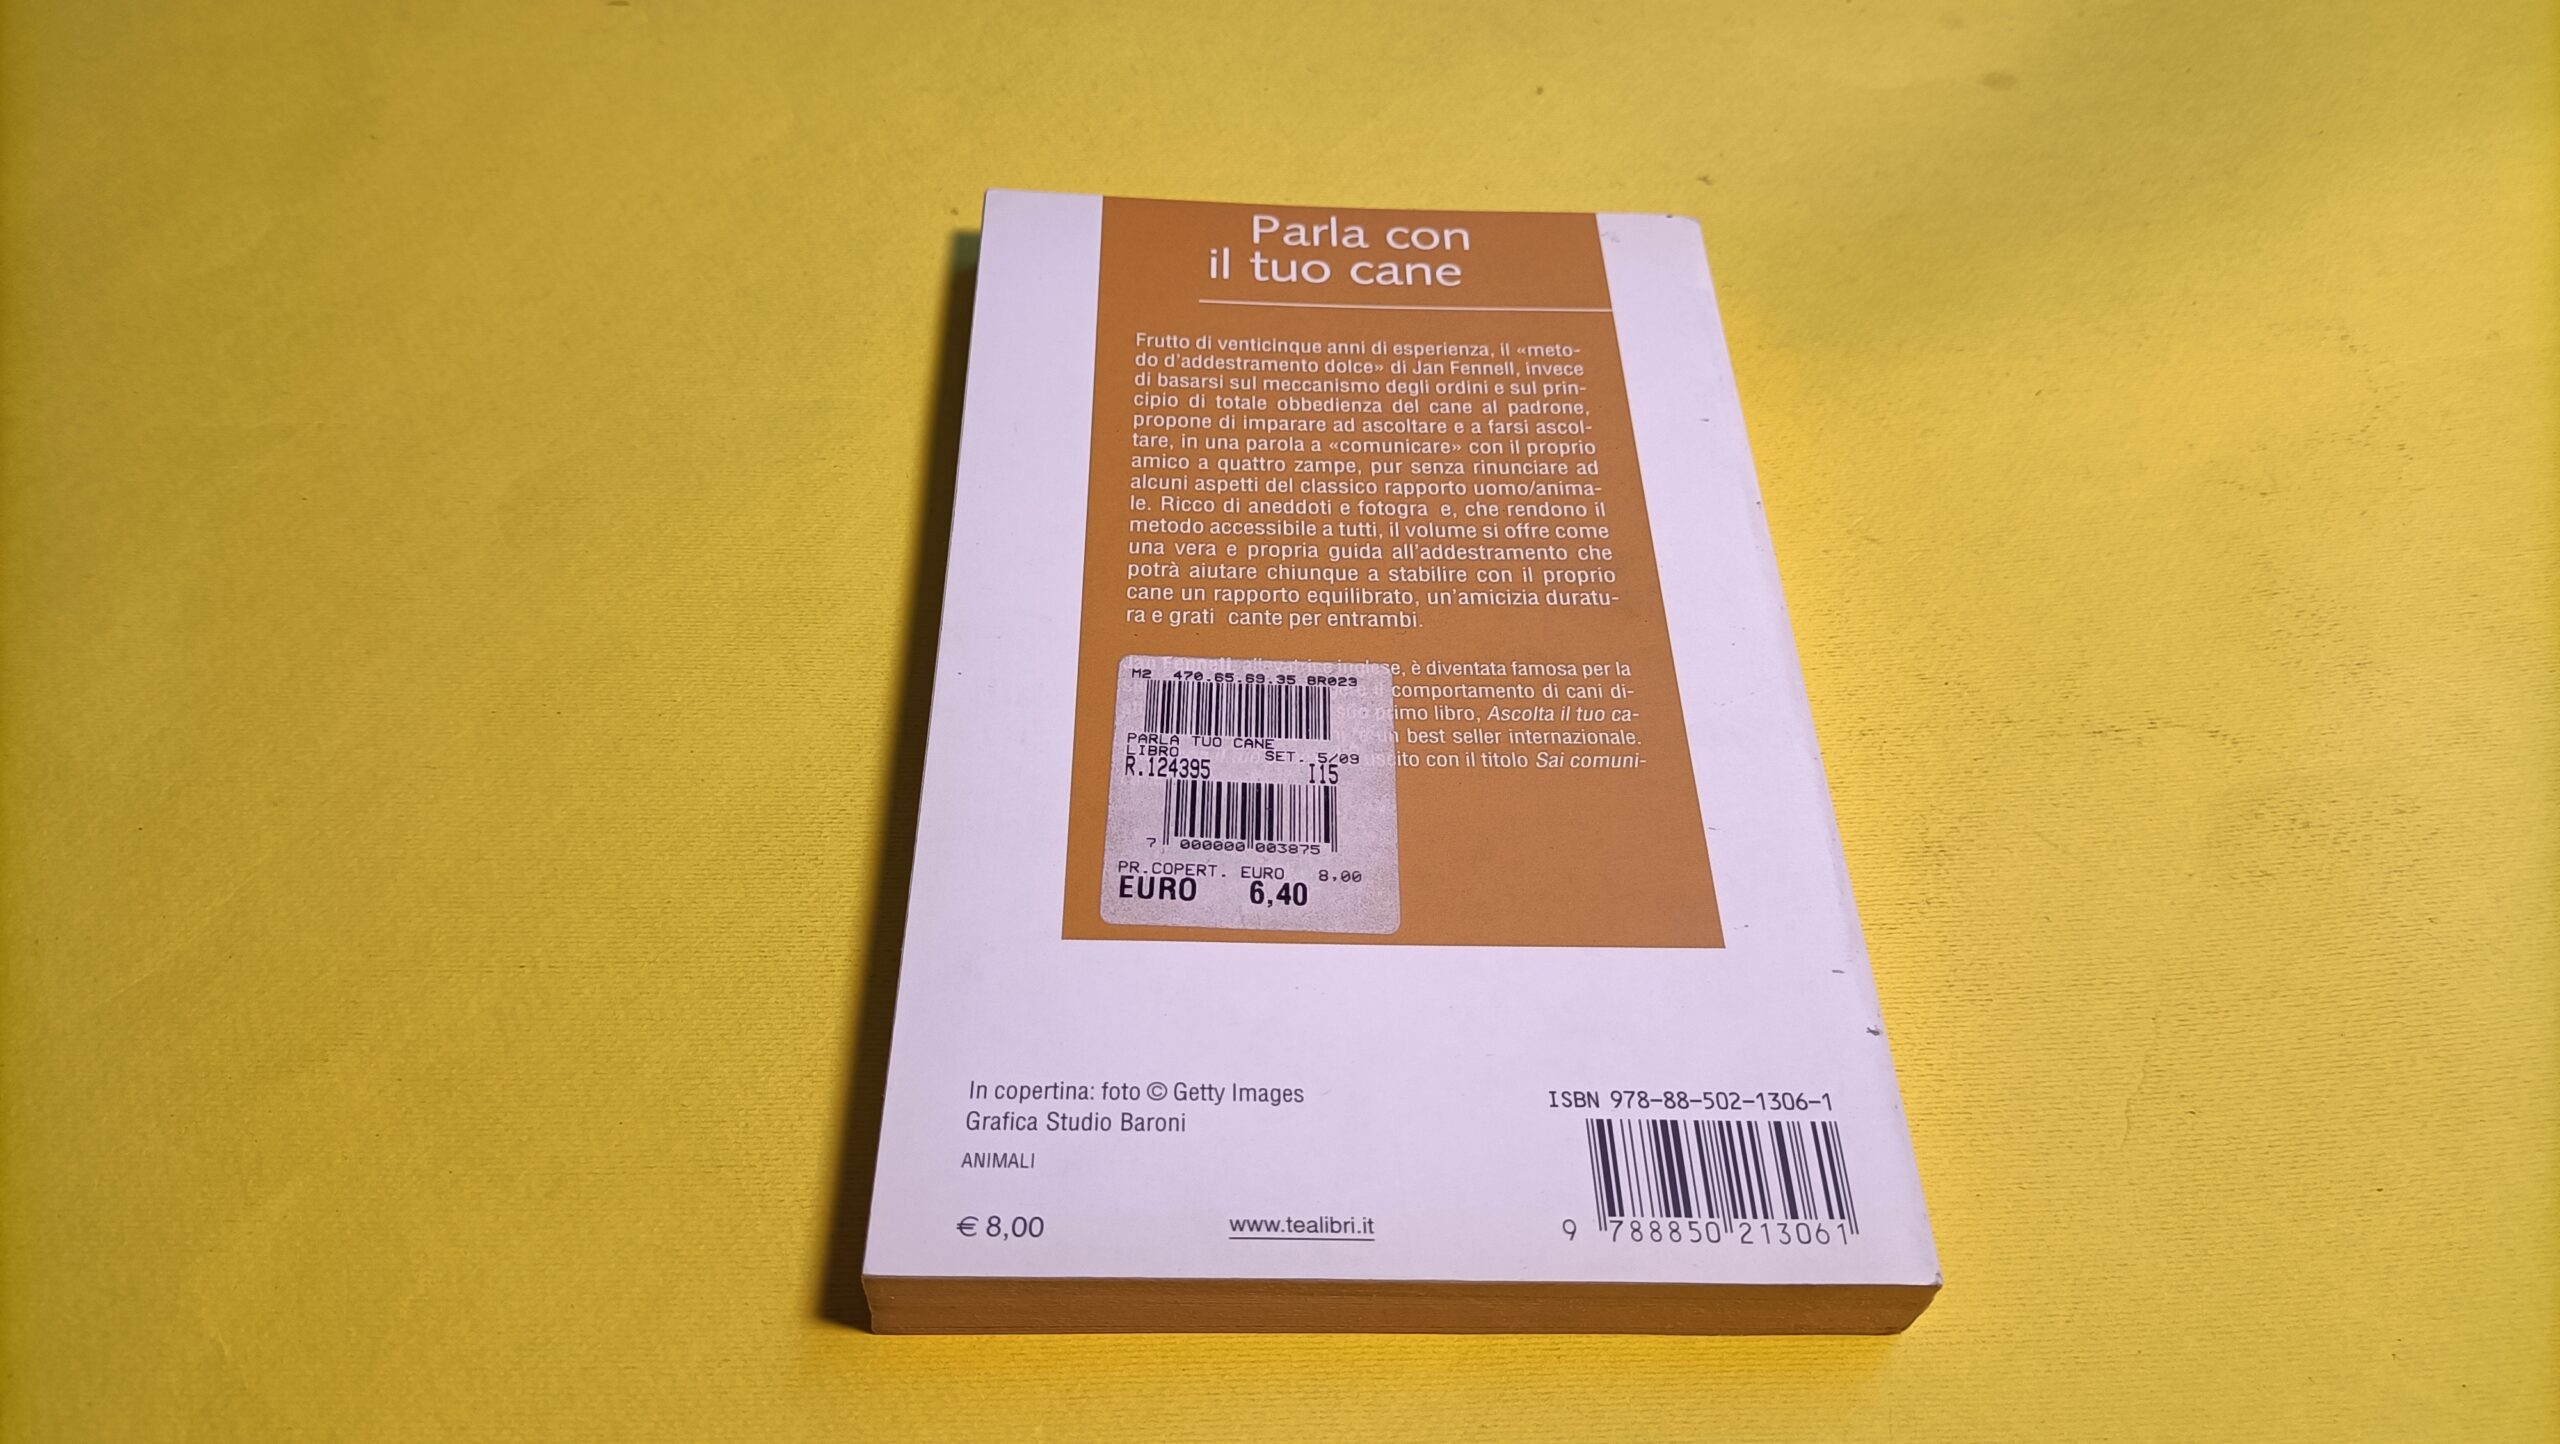 Parla con
il tuo cane
Frutto di venticinque anni di esperienza, il «meto-
do d'addestramento dolce» di Jan Fennell, invece
di basarsi sul meccanismo degli ordini e sul prin-
cipio di totale obbedienza del cane al padrone,
propone di imparare ad ascoltare e a farsi ascol-
tare, in una parola a «comunicare» con il proprio
amico a quattro zampe, pur senza rinunciare ad
alcuni aspetti del classico rapporto uomo/anima-
le. Ricco di aneddoti e fotogra e, che rendono il
metodo accessibile a tutti, il volume si offre come
una vera e propria guida all'addestramento che
potrà aiutare chiunque a stabilire con il proprio
cane un rapporto equilibrato, un'amicizia duratu-
ra e grati cante per entrambi.
Jan Fennell, allevatrice inglese, è diventata famosa per la
il comportamento di cani di-
suo primo libro, Ascolta il tuo ca-
è un best seller internazionale.
uscito con il titolo Sai comuni-
M2 470.65.69.35 BR023
PARLA TUO CANE
LIBRO SET. 5/09
R.124395 I15
7 000000 003875
PR.COPERT. EURO 8,00
EURO 6,40
In copertina: foto © Getty Images
Grafica Studio Baroni
ANIMALI
€ 8,00
www.tealibri.it
ISBN 978-88-502-1306-1
9 788850 213061